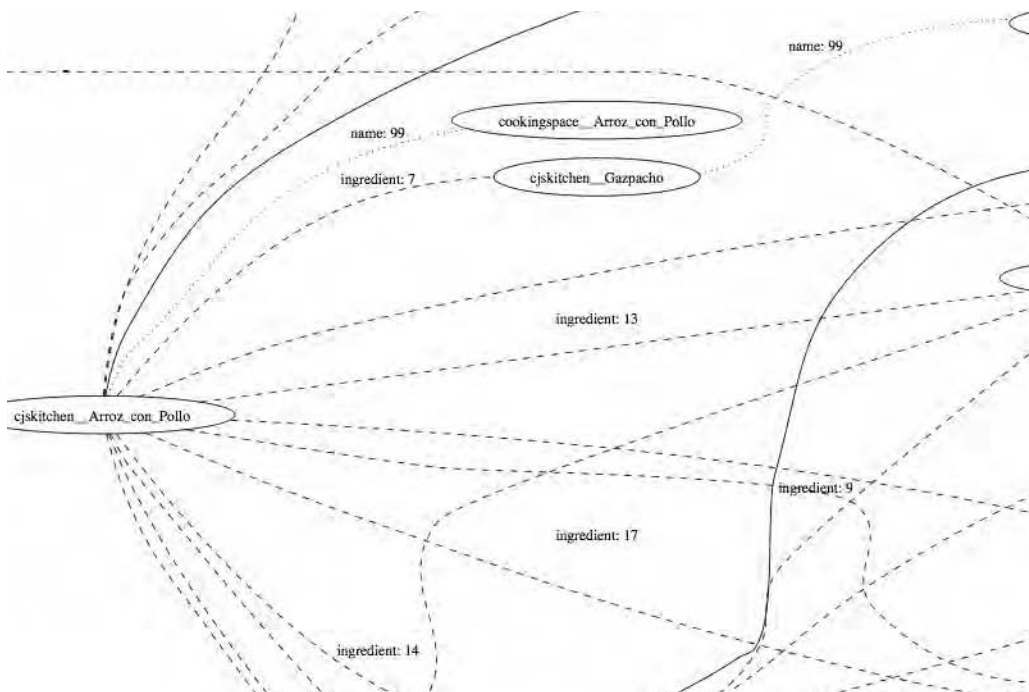 name: 99
cookingspace__Arroz_con_Pollo
name: 99
ingredient: 7
cjskitchen__Gazpacho
ingredient: 13
cjskitchen__Arroz_con_Pollo
ingredient: 9
ingredient: 17
ingredient: 14